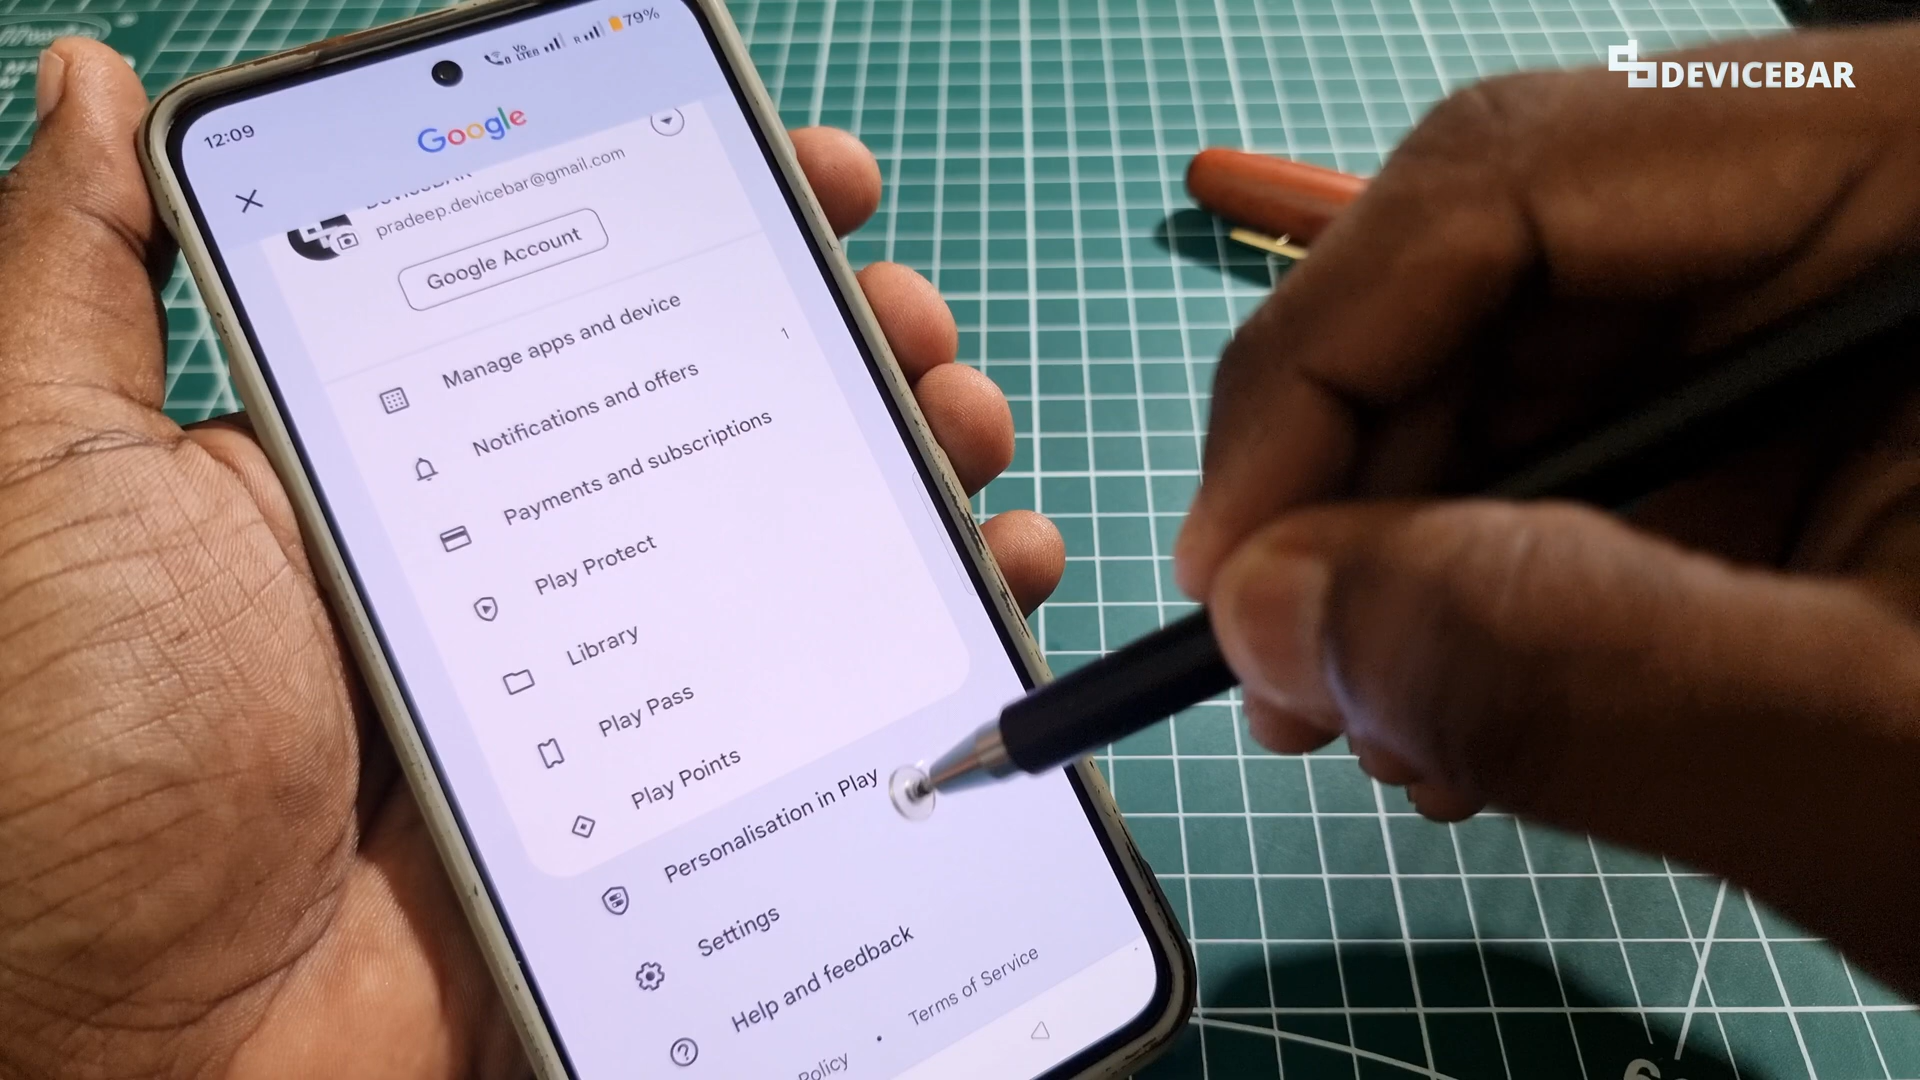 DEVICEBAR
12:09
Vo
LTE
R
79%
Google
pradeep.devicebar@gmail.com
Google Account
Manage apps and device
Notifications and offers
1
Payments and subscriptions
Play Protect
Library
Play Pass
Play Points
Personalisation in Play
Settings
Help and feedback
Policy • Terms of Service